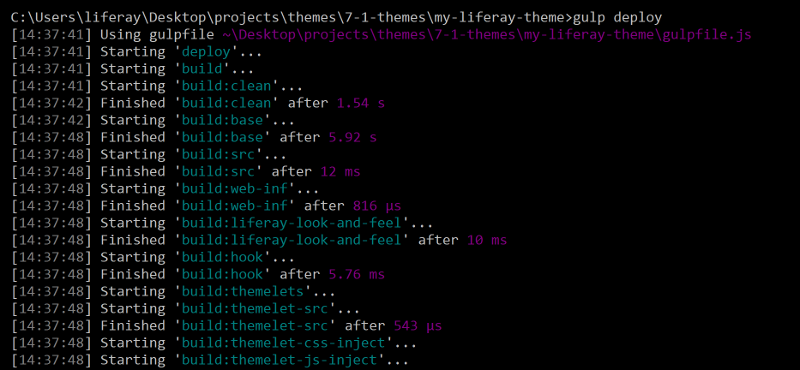 C:\Users\liferay\Desktop\projects\themes\7-1-themes\my-liferay-theme>gulp deploy
[14:37:41] Using gulpfile ~\Desktop\projects\themes\7-1-themes\my-liferay-theme\gulpfile.js
[14:37:41] Starting 'deploy'...
[14:37:41] Starting 'build'...
[14:37:41] Starting 'build:clean'...
[14:37:42] Finished 'build:clean' after 1.54 s
[14:37:42] Starting 'build:base'...
[14:37:48] Finished 'build:base' after 5.92 s
[14:37:48] Starting 'build:src'...
[14:37:48] Finished 'build:src' after 12 ms
[14:37:48] Starting 'build:web-inf'...
[14:37:48] Finished 'build:web-inf' after 816 μs
[14:37:48] Starting 'build:liferay-look-and-feel'...
[14:37:48] Finished 'build:liferay-look-and-feel' after 10 ms
[14:37:48] Starting 'build:hook'...
[14:37:48] Finished 'build:hook' after 5.76 ms
[14:37:48] Starting 'build:themelets'...
[14:37:48] Starting 'build:themelet-src'...
[14:37:48] Finished 'build:themelet-src' after 543 μs
[14:37:48] Starting 'build:themelet-css-inject'...
[14:37:48] Starting 'build:themelet-js-inject'...